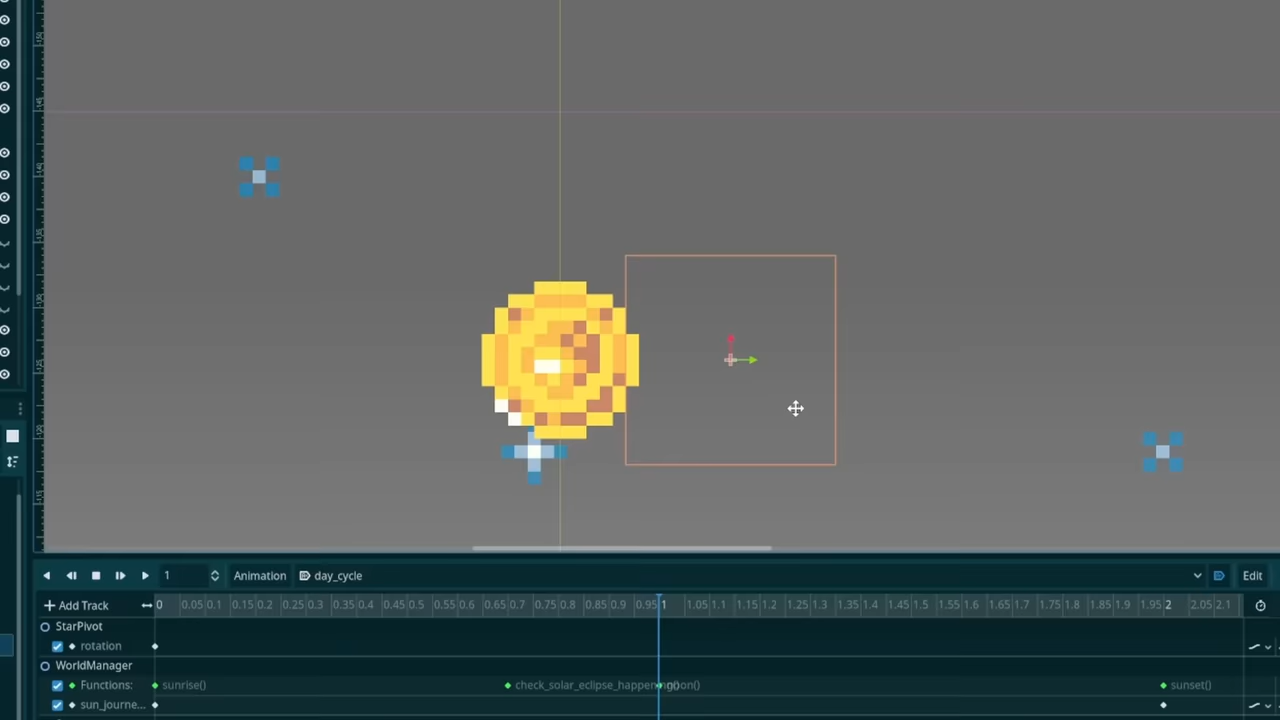 1 Animation day_cycle Edit
Add Track 0 0.05 0.1 0.15 0.2 0.25 0.3 0.35 0.4 0.45 0.5 0.55 0.6 0.65 0.7 0.75 0.8 0.85 0.9 0.95 1 1.05 1.1 1.15 1.2 1.25 1.3 1.35 1.4 1.45 1.5 1.55 1.6 1.65 1.7 1.75 1.8 1.85 1.9 1.95 2 2.05 2.1
StarPivot
rotation
WorldManager
Functions: sunrise() check_solar_eclipse_happening() noon() sunset()
sun_journe...